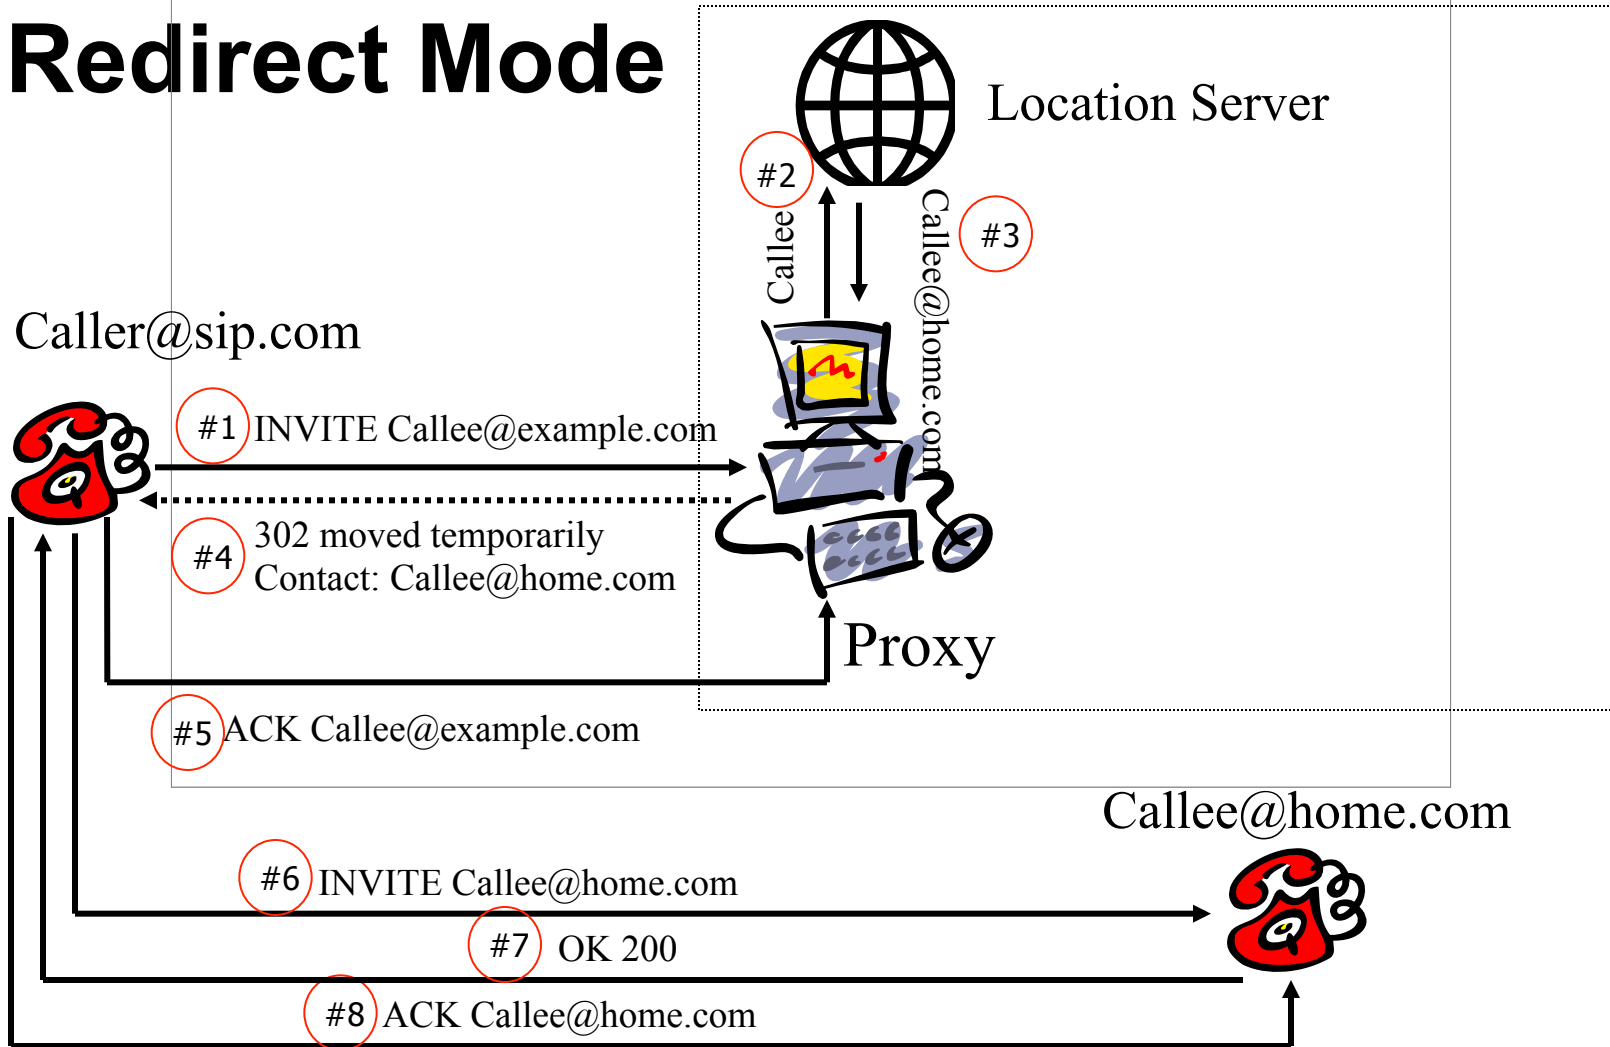 Redirect Mode
Location Server
#2
Callee
Callee@home.com
#3
Caller@sip.com
#1 INVITE Callee@example.com
#4 302 moved temporarily
Contact: Callee@home.com
Proxy
#5 ACK Callee@example.com
Callee@home.com
#6 INVITE Callee@home.com
#7 OK 200
#8 ACK Callee@home.com